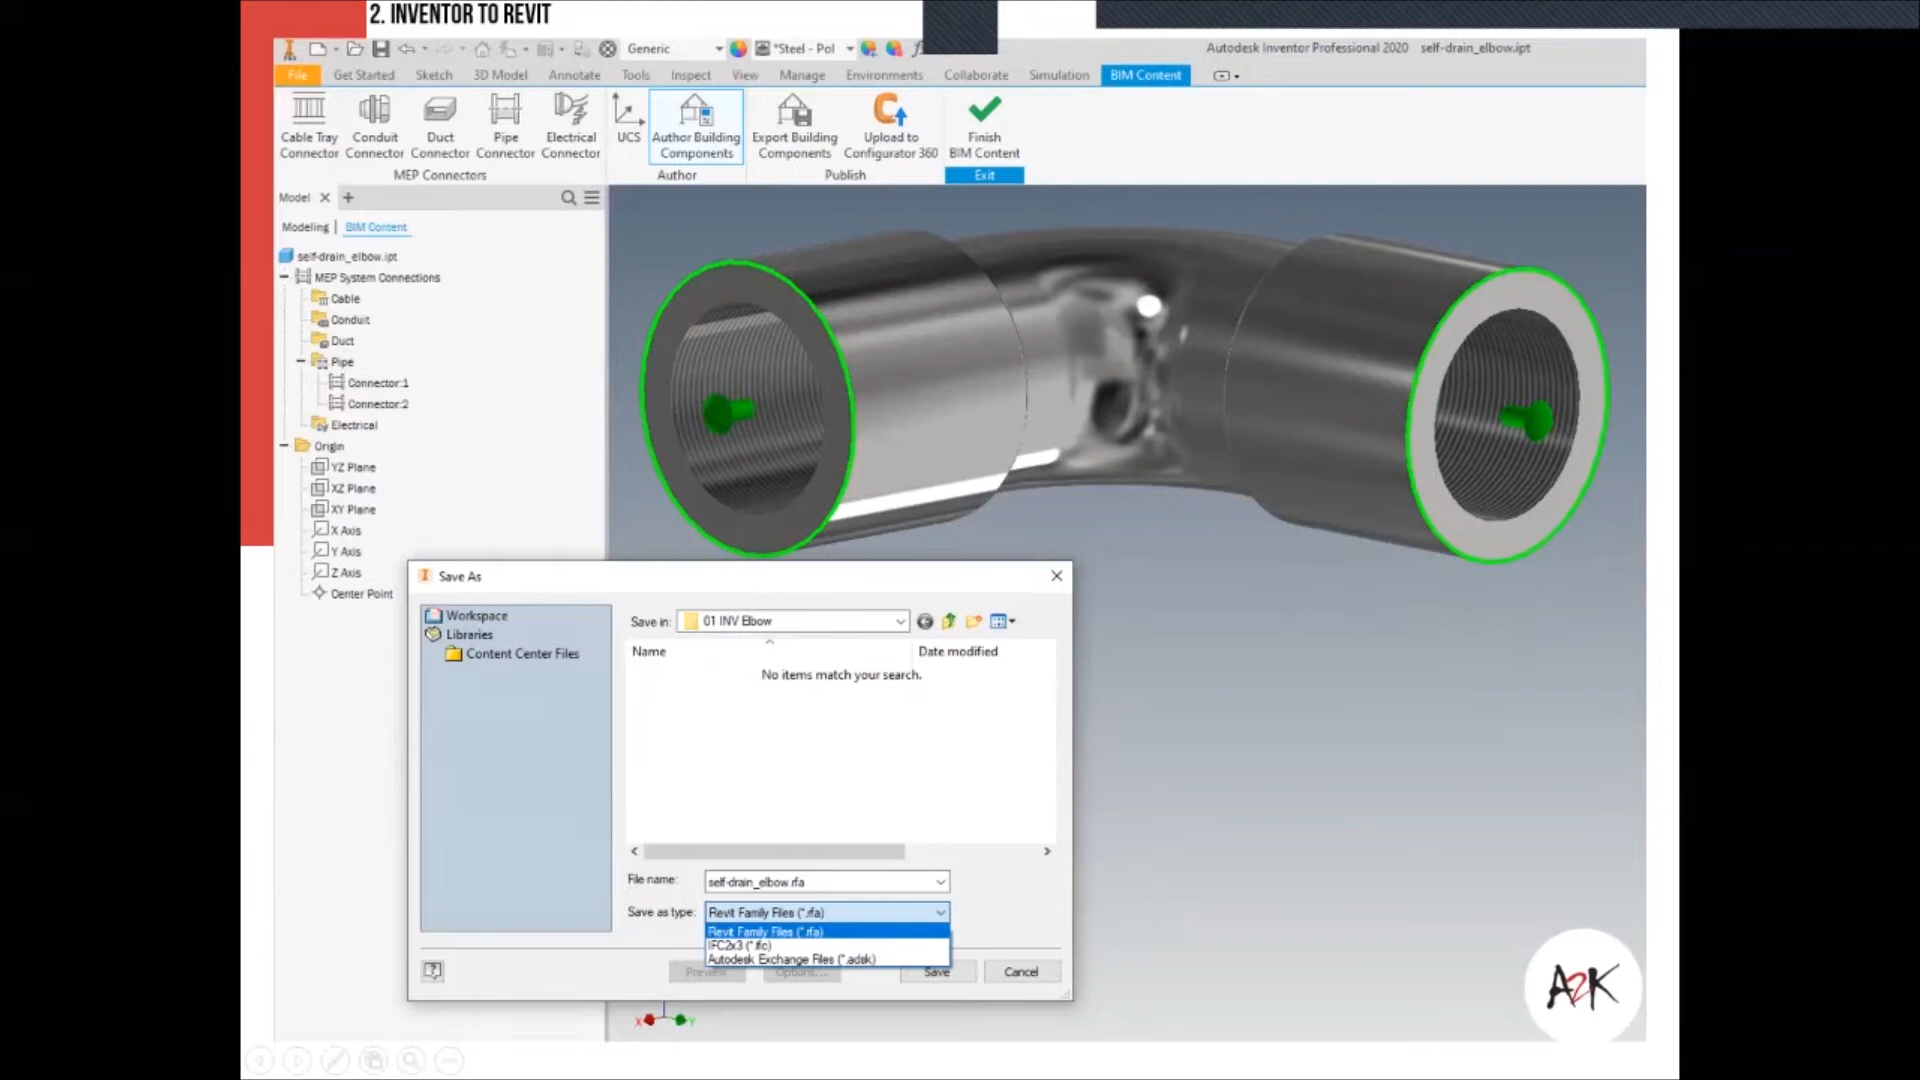 2. INVENTOR TO REVIT
Generic
*Steel - Pol
Autodesk Inventor Professional 2020 self-drain_elbow.ipt
File Get Started Sketch 3D Model Annotate Tools Inspect View Manage Environments Collaborate Simulation BIM Content
Cable Tray Connector
Conduit Connector
Duct Connector
Pipe Connector
Electrical Connector
UCS
Author Building Components
Export Building Components
Upload to Configurator 360
Finish BIM Content
MEP Connectors
Author
Publish
Exit
Model
Modeling | BIM Content
self-drain_elbow.ipt
MEP System Connections
Cable
Conduit
Duct
Pipe
Connector:1
Connector:2
Electrical
Origin
YZ Plane
XZ Plane
XY Plane
X Axis
Y Axis
Z Axis
Center Point
Save As
Workspace
Libraries
Content Center Files
Save in: 01 INV Elbow
Name Date modified
No items match your search.
File name: self-drain_elbow.rfa
Save as type: Revit Family Files (*.rfa)
Revit Family Files (*.rfa)
IFC2x3 (*.ifc)
Autodesk Exchange Files (*.adsk)
Preview Options... Save Cancel
X Y
A2K